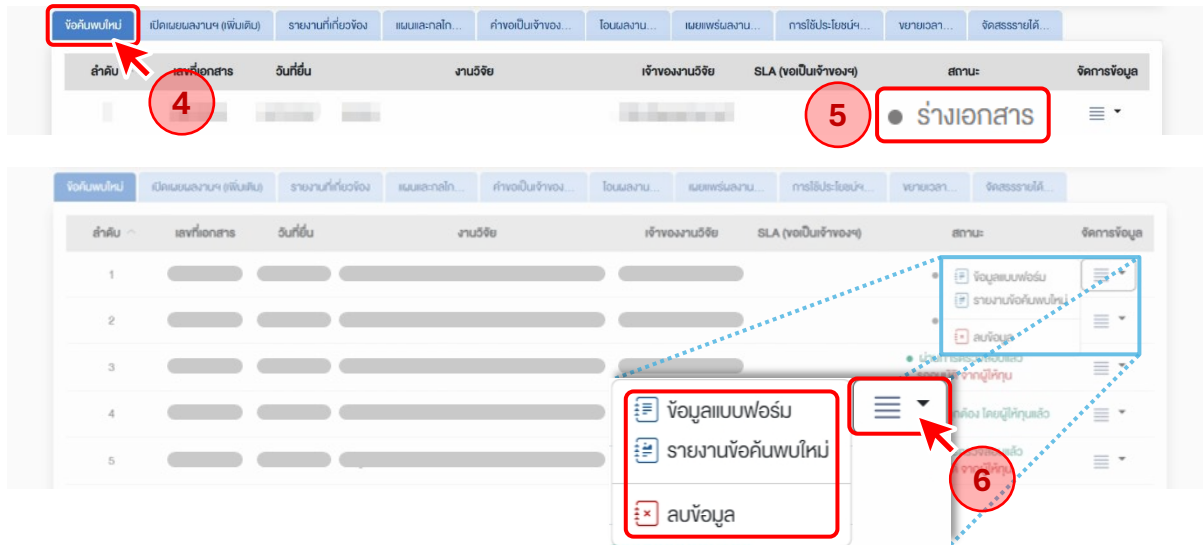 ข้อค้นพบใหม่ เปิดเผยผลงานฯ (เพิ่มเติม) รายงานที่เกี่ยวข้อง แผนและกลไก... คำขอเป็นเจ้าของ... โอนผลงาน... เผยแพร่ผลงาน... การใช้ประโยชน์ฯ... ขยายเวลา... จัดสรรรายได้...
ลำดับ เลขที่เอกสาร วันที่ยื่น งานวิจัย เจ้าของงานวิจัย SLA (ขอเป็นเจ้าของฯ) สถานะ จัดการข้อมูล
4
5
ร่างเอกสาร
ข้อค้นพบใหม่ เปิดเผยผลงานฯ (เพิ่มเติม) รายงานที่เกี่ยวข้อง แผนและกลไก... คำขอเป็นเจ้าของ... โอนผลงาน... เผยแพร่ผลงาน... การใช้ประโยชน์ฯ... ขยายเวลา... จัดสรรรายได้...
ลำดับ เลขที่เอกสาร วันที่ยื่น งานวิจัย เจ้าของงานวิจัย SLA (ขอเป็นเจ้าของฯ) สถานะ จัดการข้อมูล
1
ข้อมูลแบบฟอร์ม
รายงานข้อค้นพบใหม่
2
ลบข้อมูล
3
จากผู้ให้ทุน
4
โดยผู้ให้ทุนแล้ว
5
ข้อมูลแบบฟอร์ม
รายงานข้อค้นพบใหม่
ลบข้อมูล
6